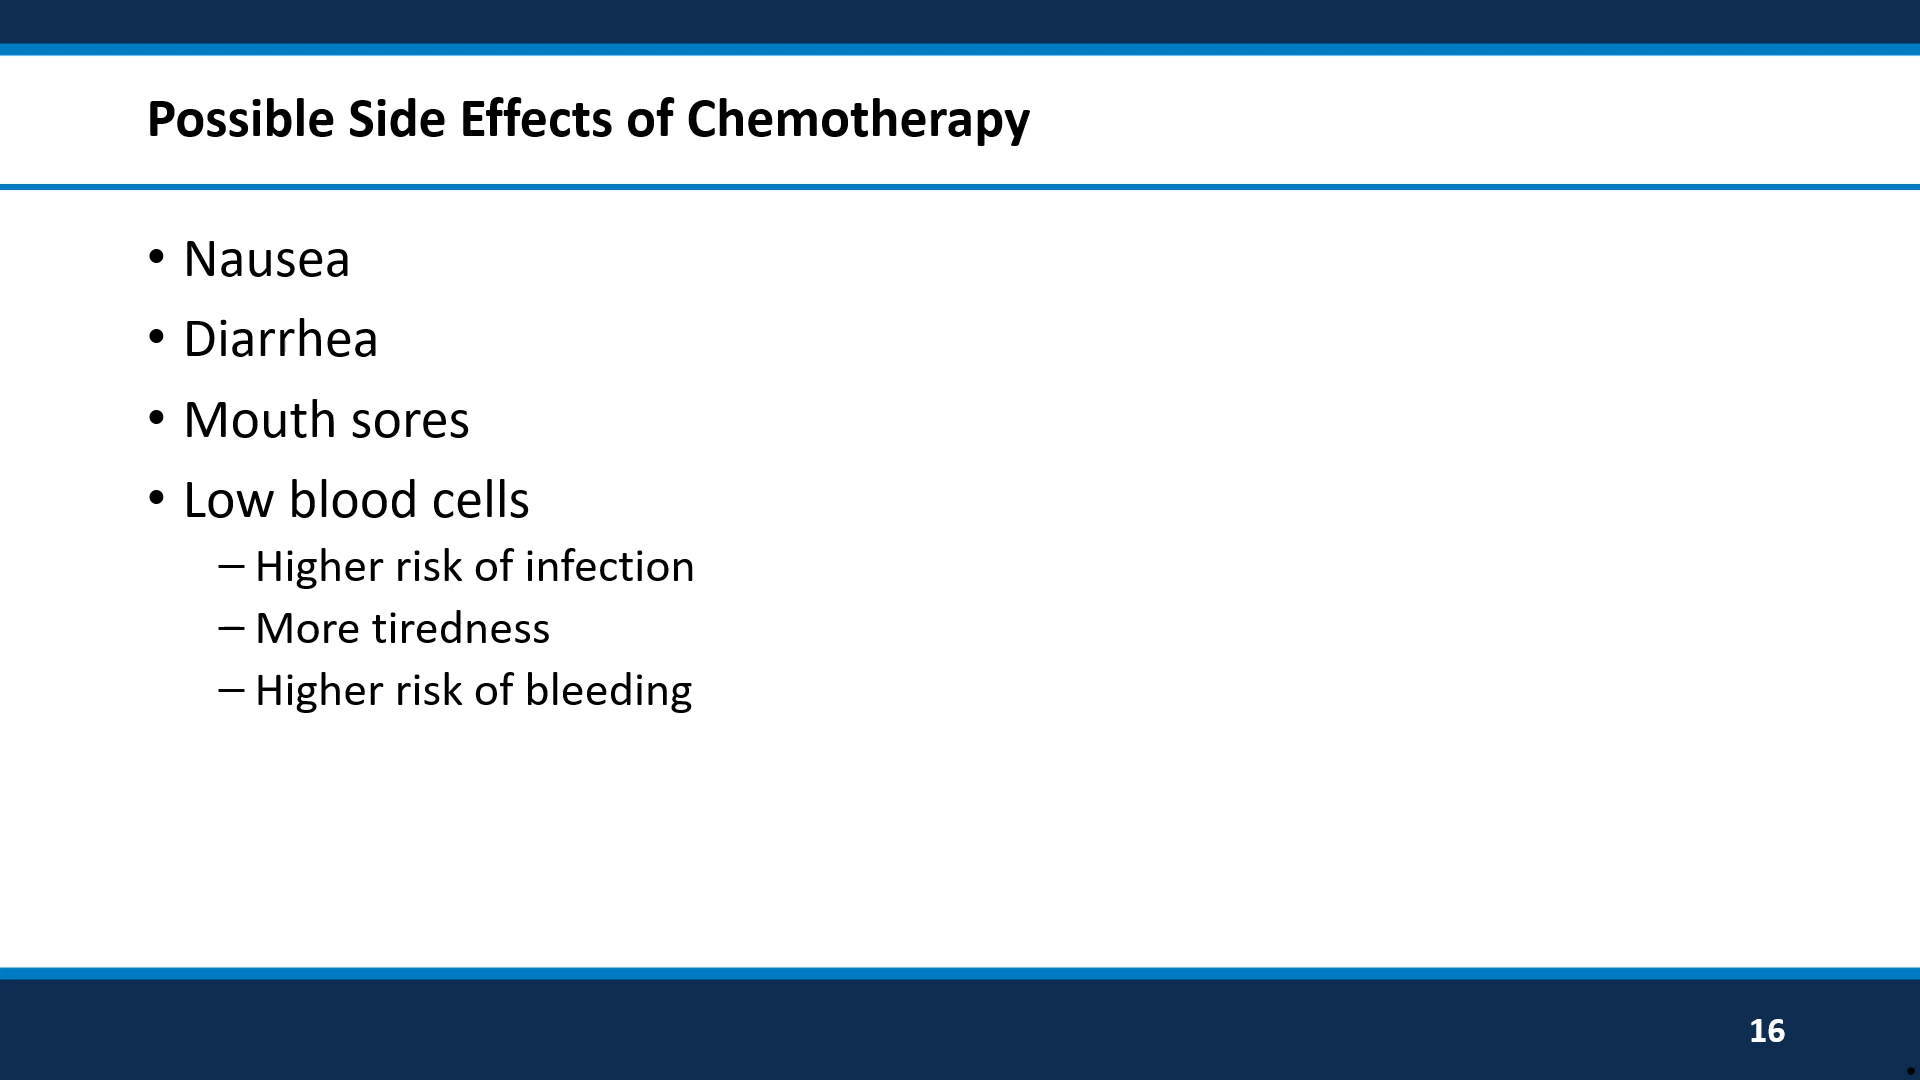 Possible Side Effects of Chemotherapy
• Nausea
• Diarrhea
• Mouth sores
• Low blood cells
– Higher risk of infection
– More tiredness
– Higher risk of bleeding
16